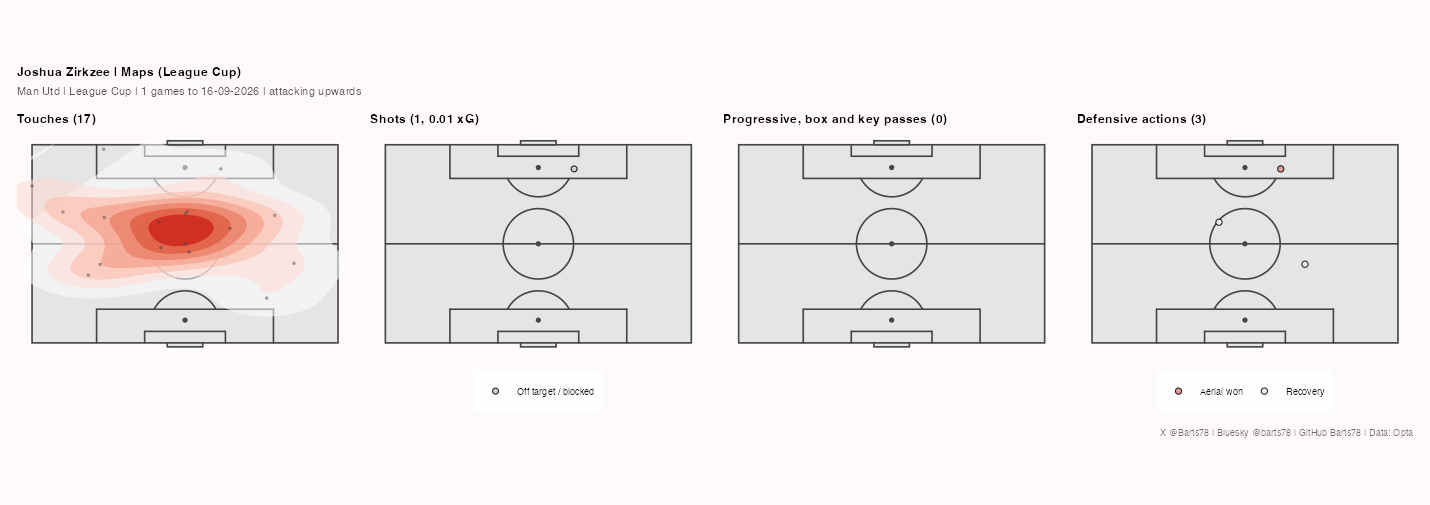 Joshua Zirkzee | Maps (League Cup)
Man Utd | League Cup | 1 games to 16-09-2026 | attacking upwards
Touches (17)
Shots (1, 0.01 xG)
Progressive, box and key passes (0)
Defensive actions (3)
Off target / blocked
Aerial won
Recovery
X @Barts78 | Bluesky @barts78 | GitHub Barts78 | Data: Opta